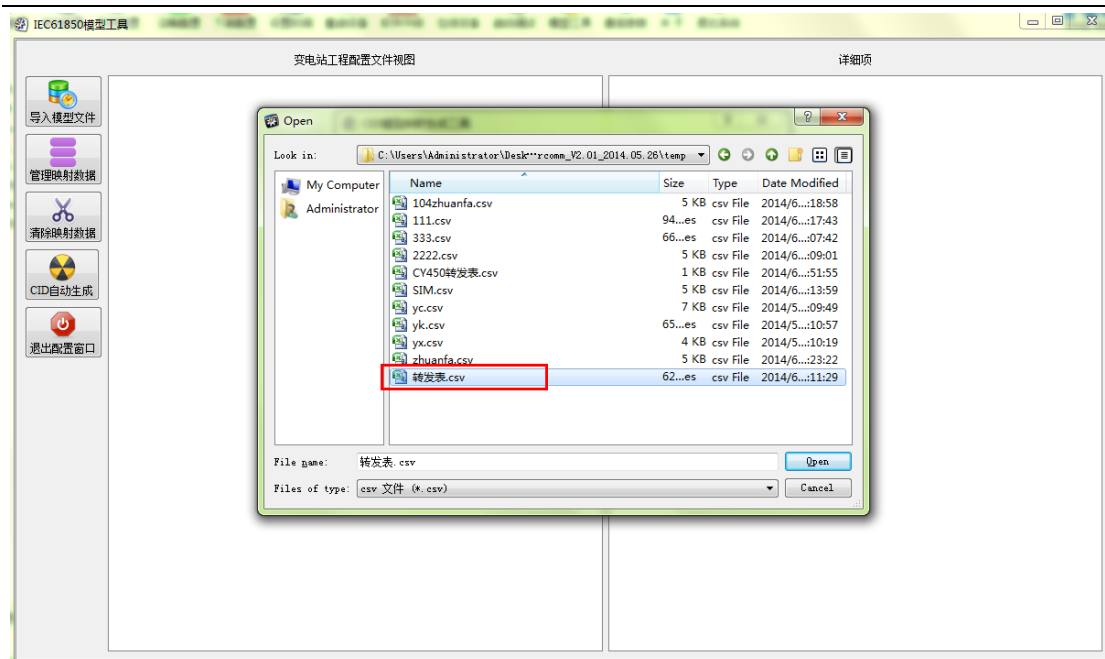 IEC61850模型工具
变电站工程配置文件视图
详细项
导入模型文件
管理映射数据
清除映射数据
CID自动生成
退出配置窗口
Open
Look in: C:\Users\Administrator\Desk···rcomm_V2.01_2014.05.26\temp
My Computer
Administrator
Name Size Type Date Modified
104zhuanfa.csv 5 KB csv File 2014/6...:18:58
111.csv 94...es csv File 2014/6...:17:43
333.csv 66...es csv File 2014/6...:07:42
2222.csv 5 KB csv File 2014/6...:09:01
CY450转发表.csv 1 KB csv File 2014/6...:51:55
SIM.csv 5 KB csv File 2014/6...:13:59
yc.csv 7 KB csv File 2014/5...:09:49
yk.csv 65...es csv File 2014/5...:10:57
yx.csv 4 KB csv File 2014/5...:10:19
zhuanfa.csv 5 KB csv File 2014/6...:23:22
转发表.csv 62...es csv File 2014/6...:11:29
File name: 转发表.csv Open
Files of type: csv 文件 (*.csv) Cancel